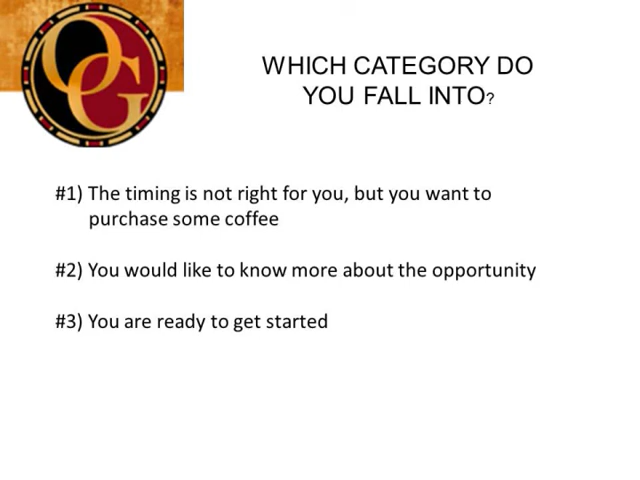 OG
WHICH CATEGORY DO
YOU FALL INTO?
#1) The timing is not right for you, but you want to
purchase some coffee
#2) You would like to know more about the opportunity
#3) You are ready to get started